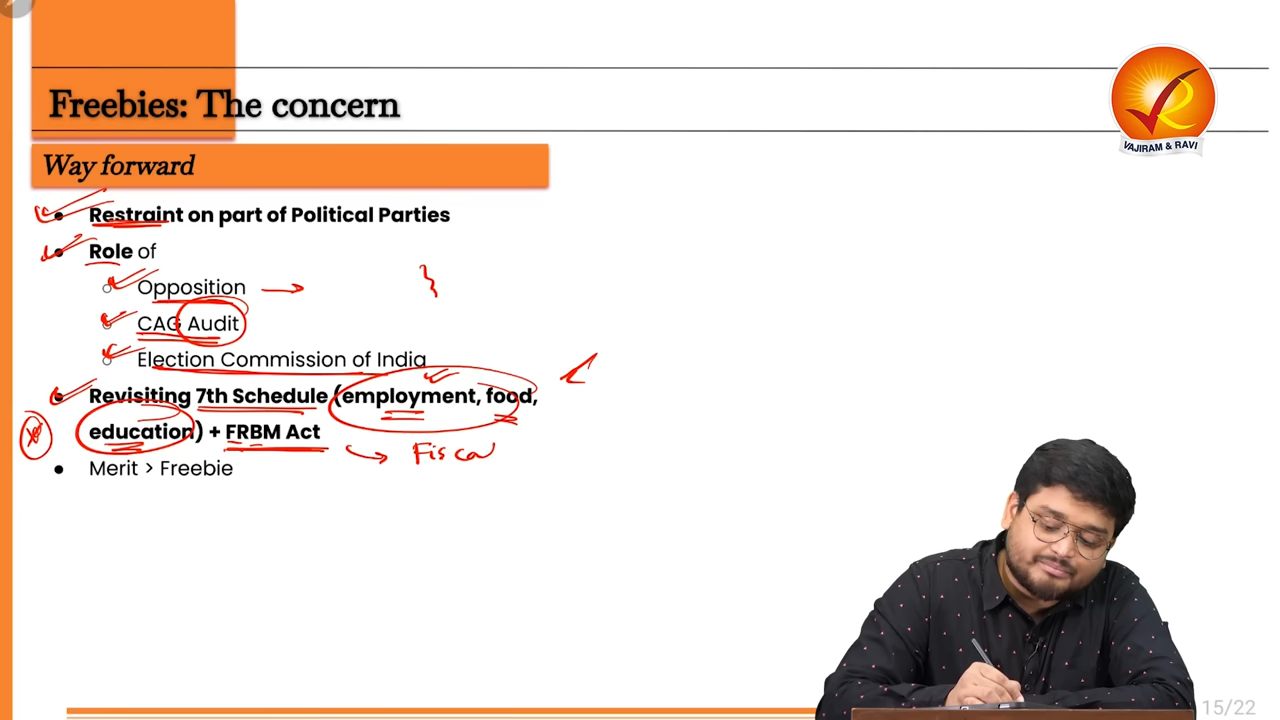 Freebies: The concern
VAJIRAM & RAVI
Way forward
Restraint on part of Political Parties
Role of
Opposition
CAG Audit
Election Commission of India
Revisiting 7th Schedule (employment, food,
education) + FRBM Act
Fisca
Merit > Freebie
15/22